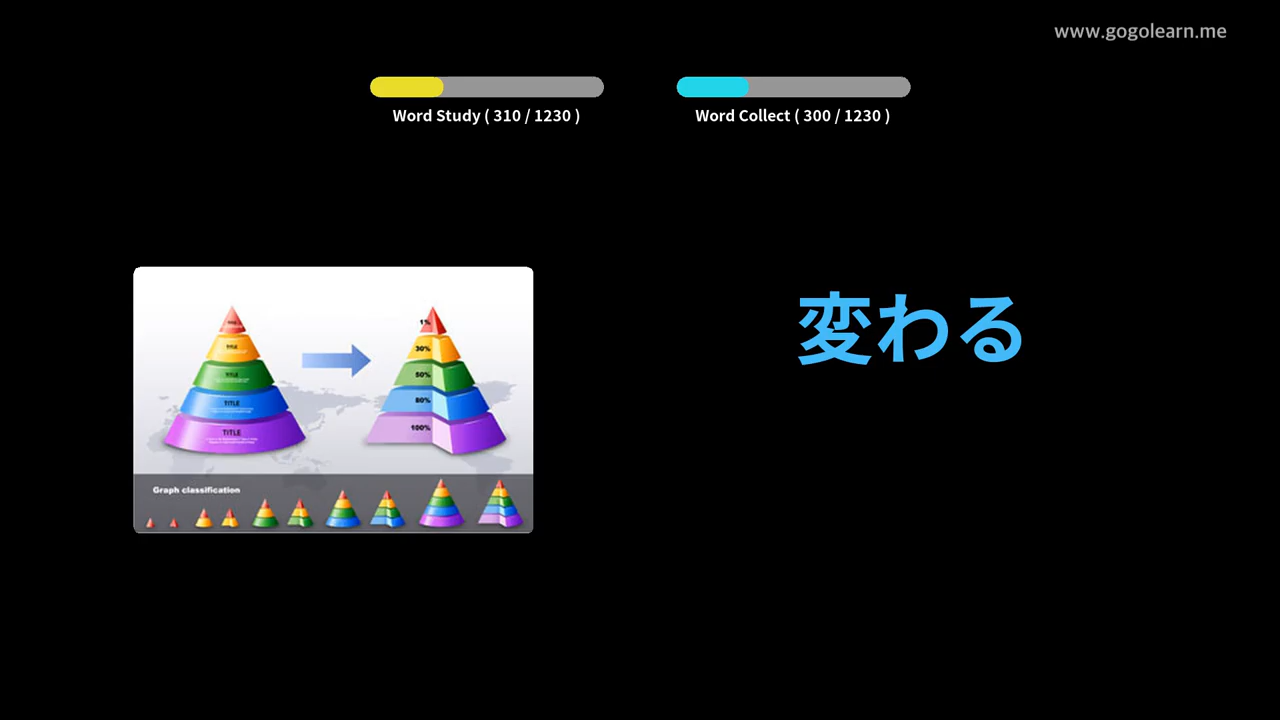 www.gogolearn.me
Word Study ( 310 / 1230 )
Word Collect ( 300 / 1230 )
変わる
TITLE
TITLE
TITLE
TITLE
1%
30%
50%
80%
100%
Graph classification